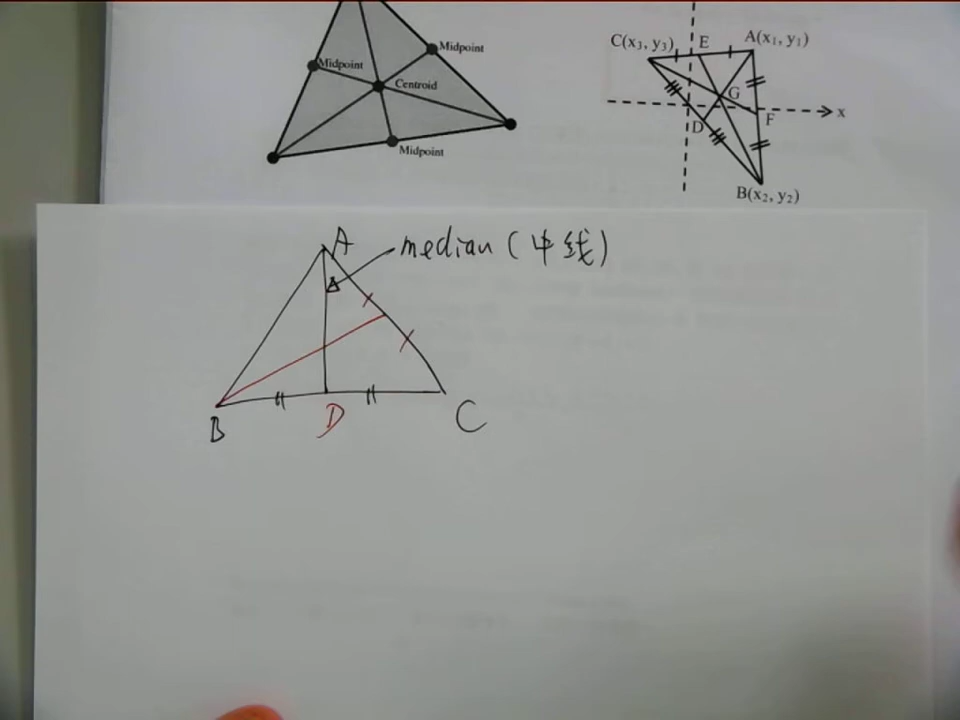 Midpoint
Midpoint
Centroid
Midpoint
C(x₃, y₃)
E
A(x₁, y₁)
G
x
F
D
B(x₂, y₂)
A
median (中线)
B
D
C